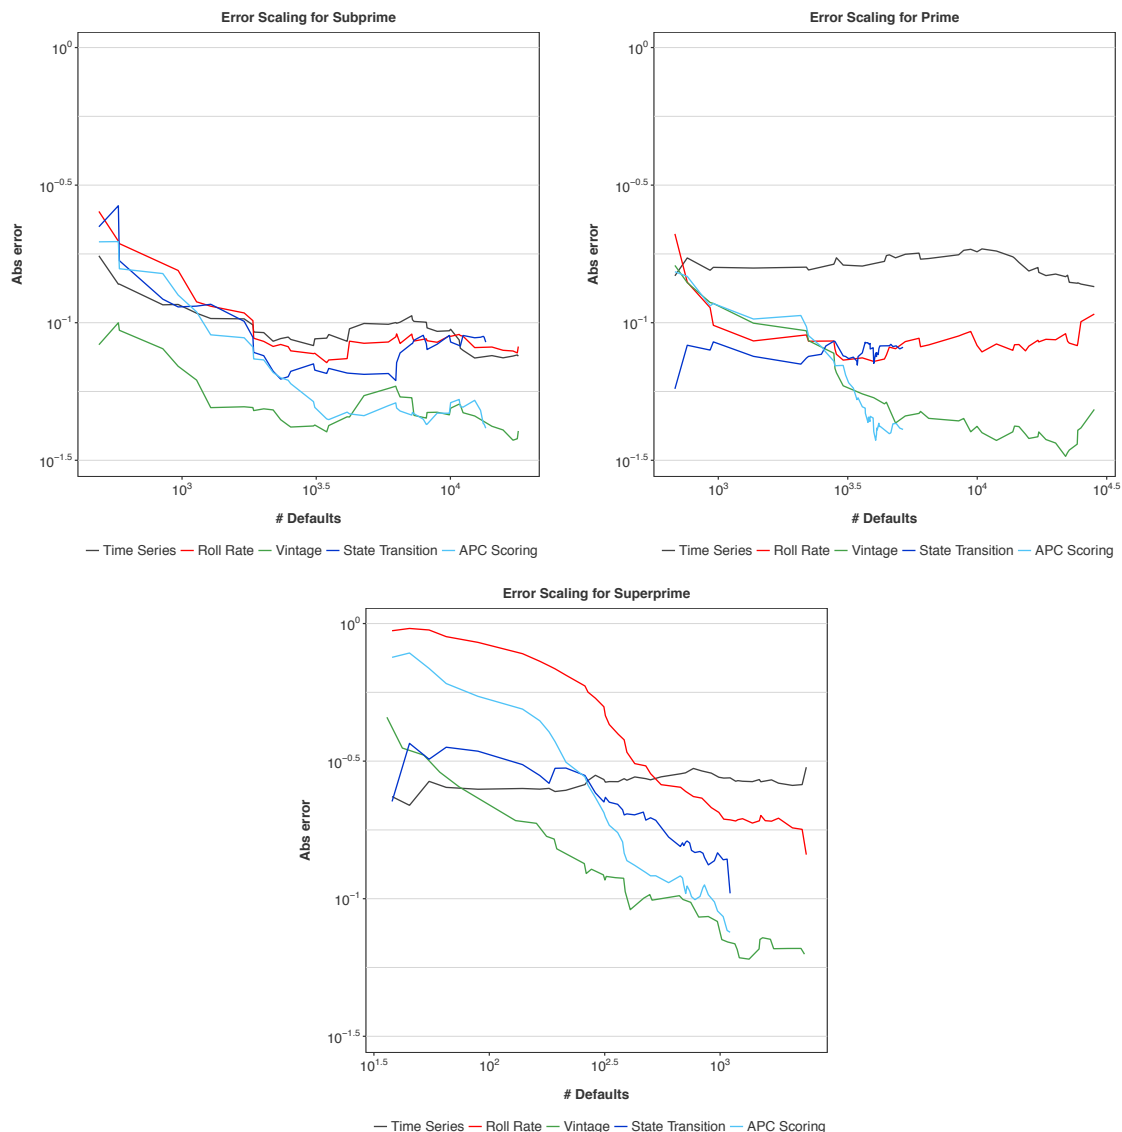 Error Scaling for Subprime
Abs error
10^0
10^−0.5
10^−1
10^−1.5
10^3
10^3.5
10^4
# Defaults
Time Series Roll Rate Vintage State Transition APC Scoring
Error Scaling for Prime
Abs error
10^0
10^−0.5
10^−1
10^−1.5
10^3
10^3.5
10^4
10^4.5
# Defaults
Time Series Roll Rate Vintage State Transition APC Scoring
Error Scaling for Superprime
Abs error
10^0
10^−0.5
10^−1
10^−1.5
10^1.5
10^2
10^2.5
10^3
# Defaults
Time Series Roll Rate Vintage State Transition APC Scoring